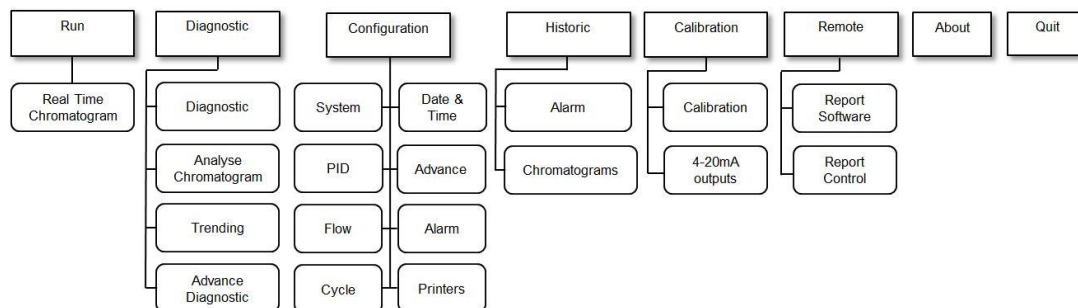 Run
Diagnostic
Configuration
Historic
Calibration
Remote
About
Quit
Real Time
Chromatogram
Diagnostic
Analyse
Chromatogram
Trending
Advance
Diagnostic
System
PID
Flow
Cycle
Date &
Time
Advance
Alarm
Printers
Alarm
Chromatograms
Calibration
4-20mA
outputs
Report
Software
Report
Control